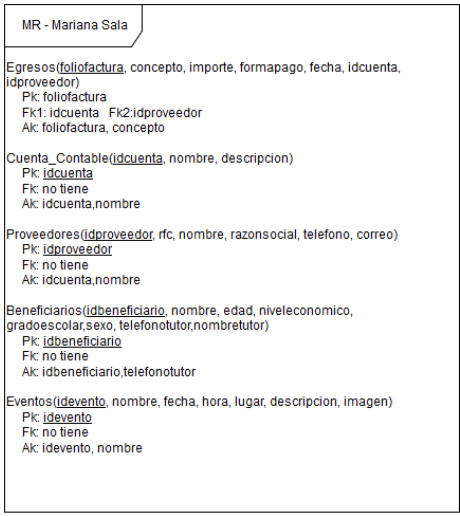 MR - Mariana Sala
Egresos(foliofactura, concepto, importe, formapago, fecha, idcuenta,
idproveedor)
Pk: foliofactura
Fk1: idcuenta Fk2:idproveedor
Ak: foliofactura, concepto
Cuenta_Contable(idcuenta, nombre, descripcion)
Pk: idcuenta
Fk: no tiene
Ak: idcuenta,nombre
Proveedores(idproveedor, rfc, nombre, razonsocial, telefono, correo)
Pk: idproveedor
Fk: no tiene
Ak: idcuenta,nombre
Beneficiarios(idbeneficiario, nombre, edad, niveleconomico,
gradoescolar,sexo, telefonotutor,nombretutor)
Pk: idbeneficiario
Fk: no tiene
Ak: idbeneficiario,telefonotutor
Eventos(idevento, nombre, fecha, hora, lugar, descripcion, imagen)
Pk: idevento
Fk: no tiene
Ak: idevento, nombre